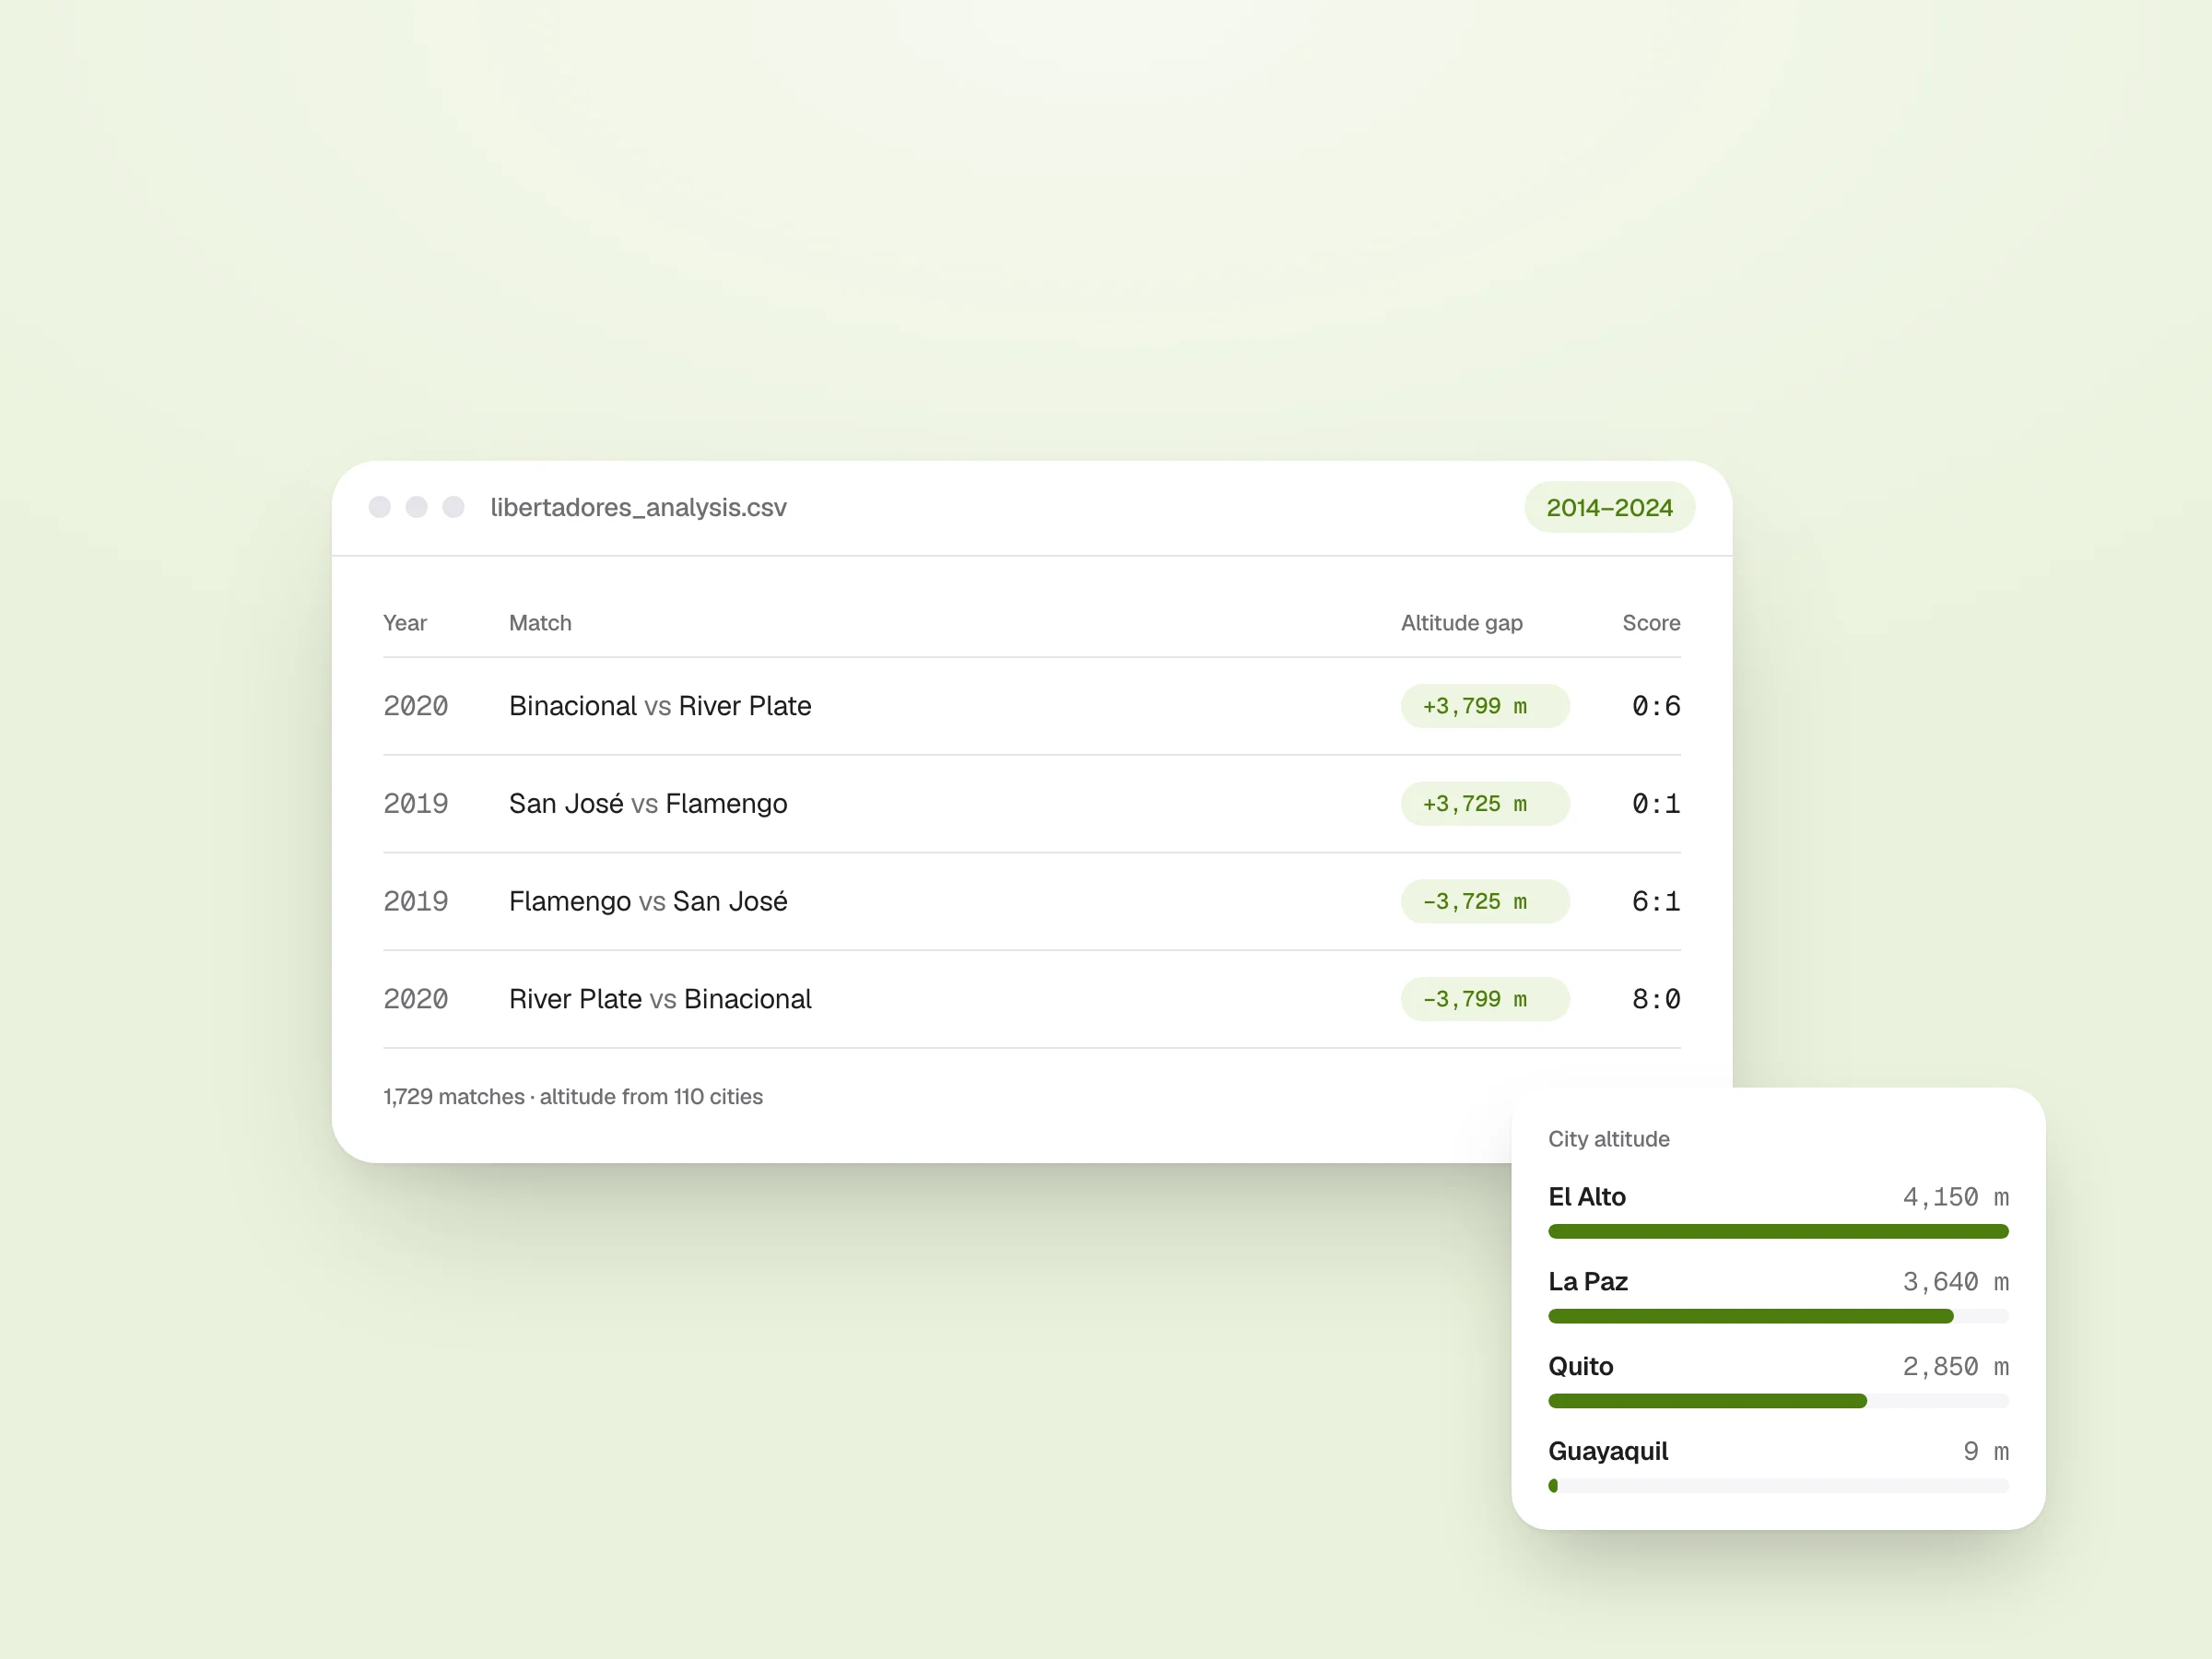 libertadores_analysis.csv 2014–2024
Year Match Altitude gap Score
2020 Binacional vs River Plate +3,799 m 0:6
2019 San José vs Flamengo +3,725 m 0:1
2019 Flamengo vs San José −3,725 m 6:1
2020 River Plate vs Binacional −3,799 m 8:0
1,729 matches · altitude from 110 cities
City altitude
El Alto 4,150 m
La Paz 3,640 m
Quito 2,850 m
Guayaquil 9 m